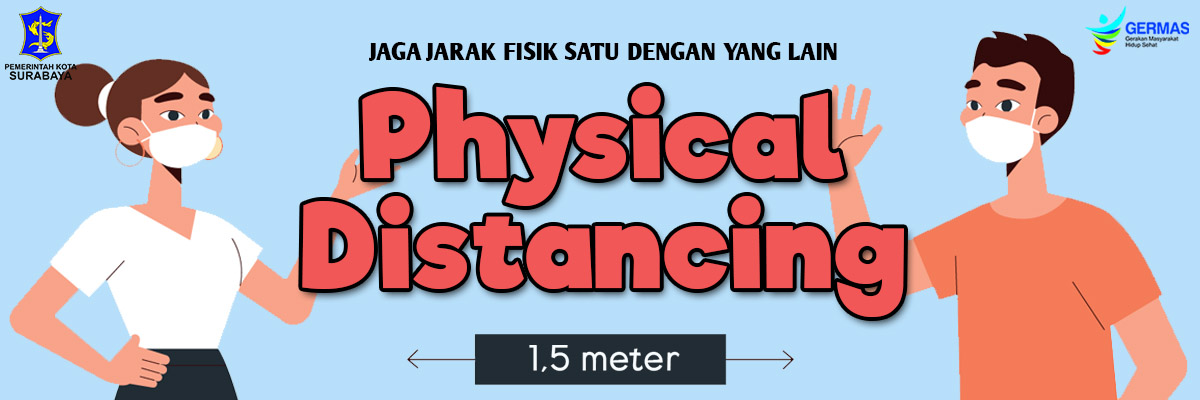 PEMERINTAH KOTA
SURABAYA
GERMAS
Gerakan Masyarakat
Hidup Sehat
JAGA JARAK FISIK SATU DENGAN YANG LAIN
Physical
Distancing
1,5 meter